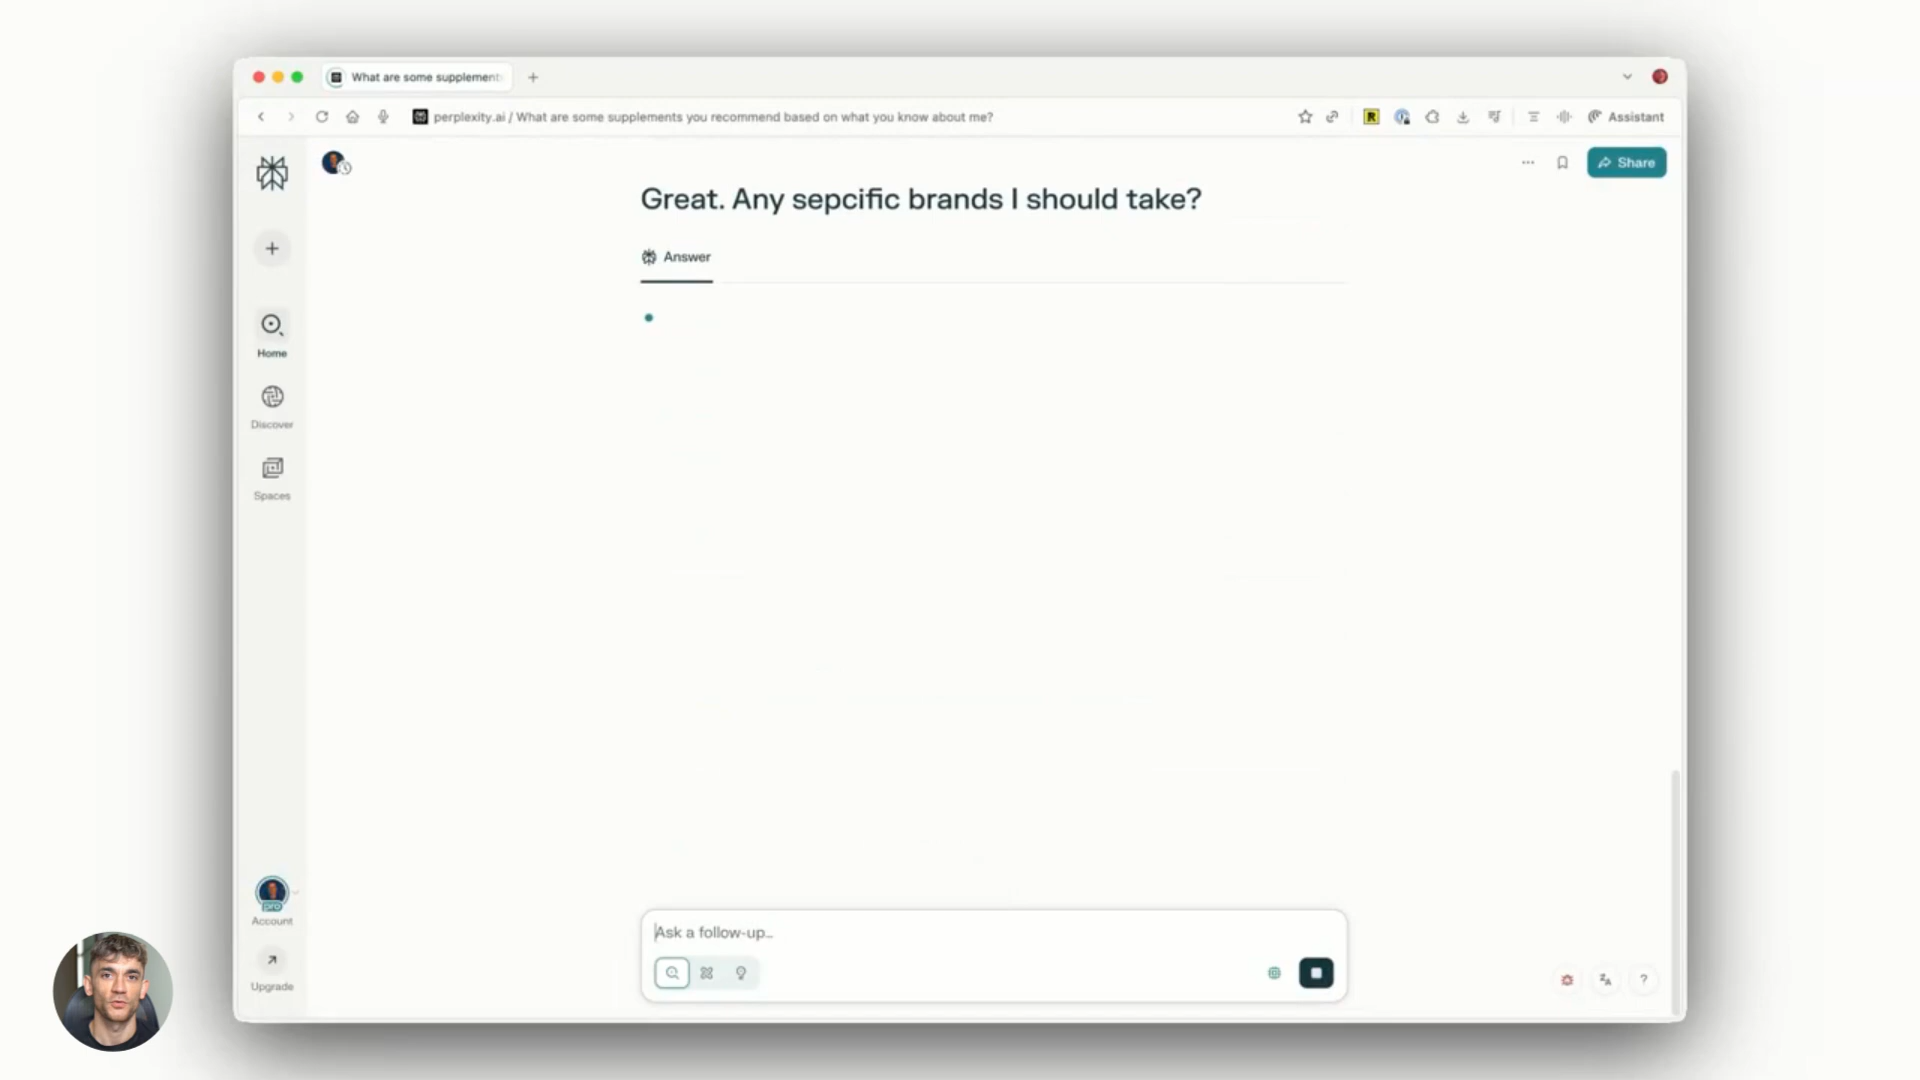 What are some supplement
perplexity.ai / What are some supplements you recommend based on what you know about me?
Assistant
Share
Great. Any sepcific brands I should take?
Answer
Home
Discover
Spaces
pro
Account
Upgrade
Ask a follow-up...